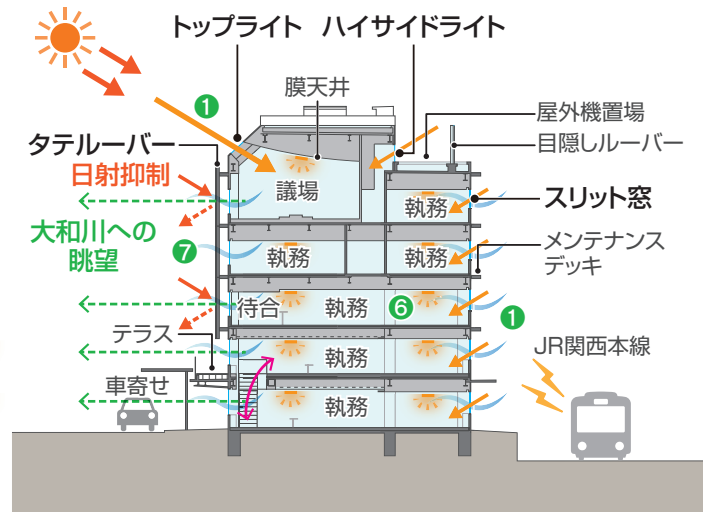 トップライト
ハイサイドライト
膜天井
❶
屋外機置場
目隠しルーバー
タテルーバー
日射抑制
議場
執務
スリット窓
大和川への
眺望
❼
執務
執務
メンテナンス
デッキ
待合
執務
❻
❶
テラス
執務
JR関西本線
車寄せ
執務